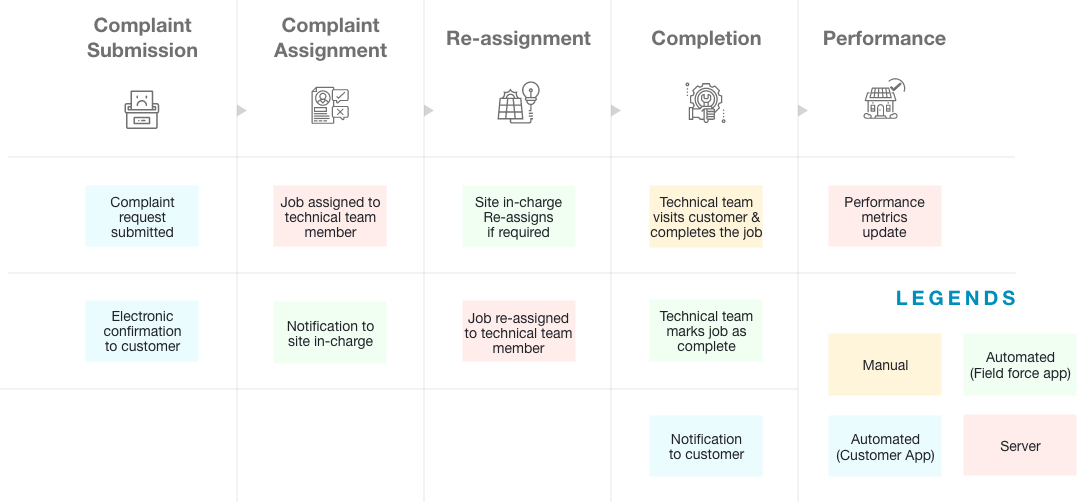 Complaint
Submission
Complaint
Assignment
Re-assignment
Completion
Performance
Complaint
request
submitted
Job assigned to
technical team
member
Site in-charge
Re-assigns
if required
Technical team
visits customer &
completes the job
Performance
metrics
update
Electronic
confirmation
to customer
Notification to
site in-charge
Job re-assigned
to technical team
member
Technical team
marks job as
complete
Notification
to customer
LEGENDS
Manual
Automated
(Field force app)
Automated
(Customer App)
Server